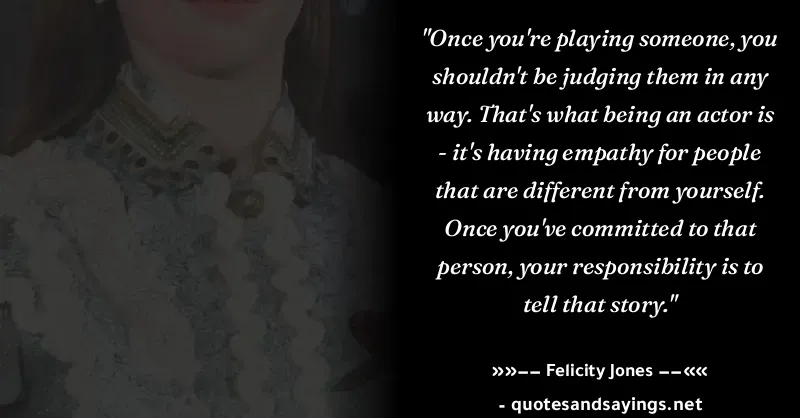 "Once you're playing someone, you
shouldn't be judging them in any
way. That's what being an actor is
- it's having empathy for people
that are different from yourself.
Once you've committed to that
person, your responsibility is to
tell that story."
»»−− Felicity Jones −−««
- quotesandsayings.net